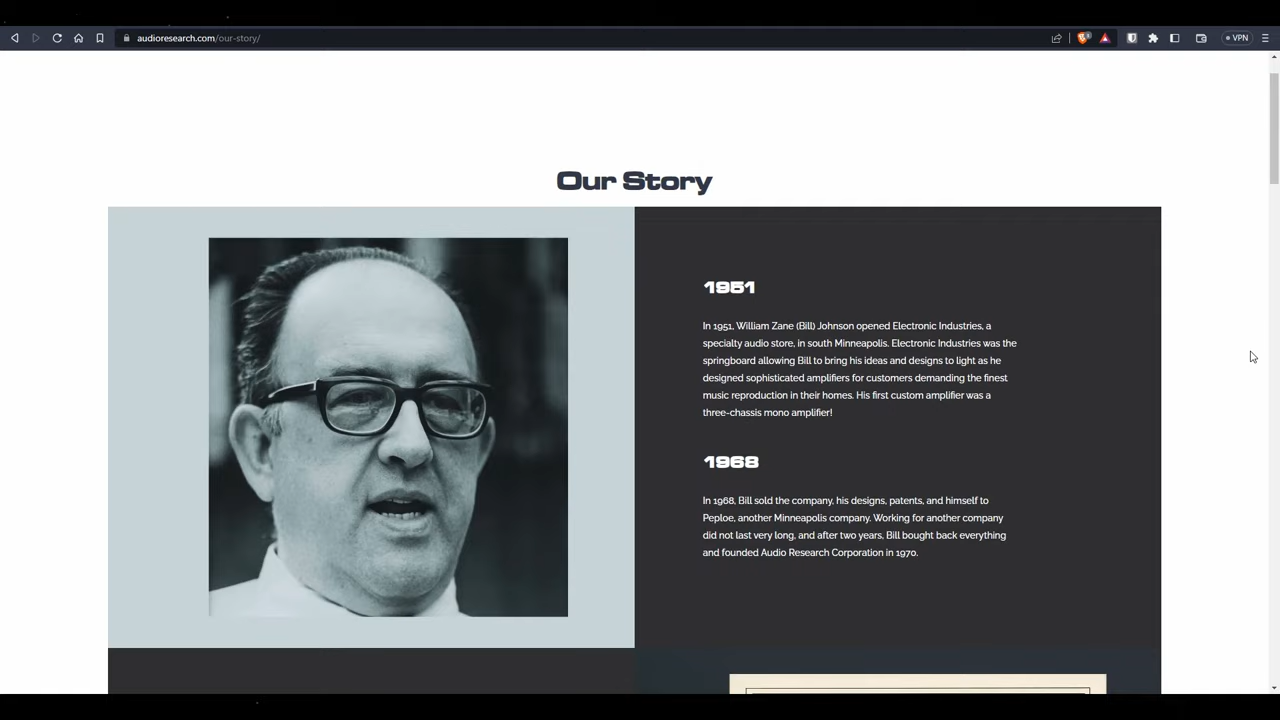 audioresearch.com/our-story/
VPN
Our Story
1951
In 1951, William Zane (Bill) Johnson opened Electronic Industries, a
specialty audio store, in south Minneapolis. Electronic Industries was the
springboard allowing Bill to bring his ideas and designs to light as he
designed sophisticated amplifiers for customers demanding the finest
music reproduction in their homes. His first custom amplifier was a
three-chassis mono amplifier!
1968
In 1968, Bill sold the company, his designs, patents, and himself to
Peploe, another Minneapolis company. Working for another company
did not last very long, and after two years, Bill bought back everything
and founded Audio Research Corporation in 1970.